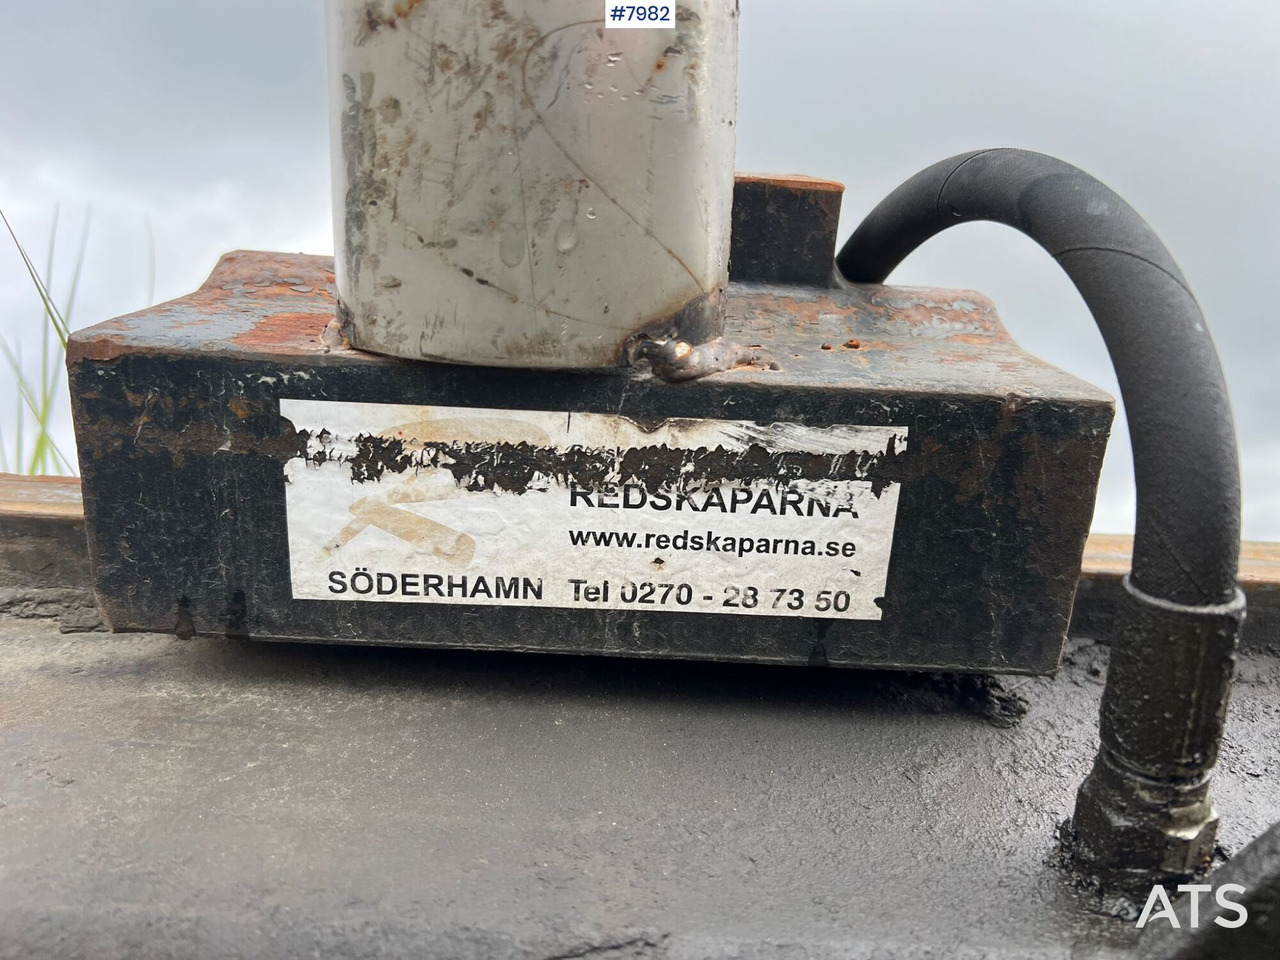 #7982
REDSKAPARNA
www.redskaparna.se
SÖDERHAMN Tel 0270 - 28 73 50
ATS